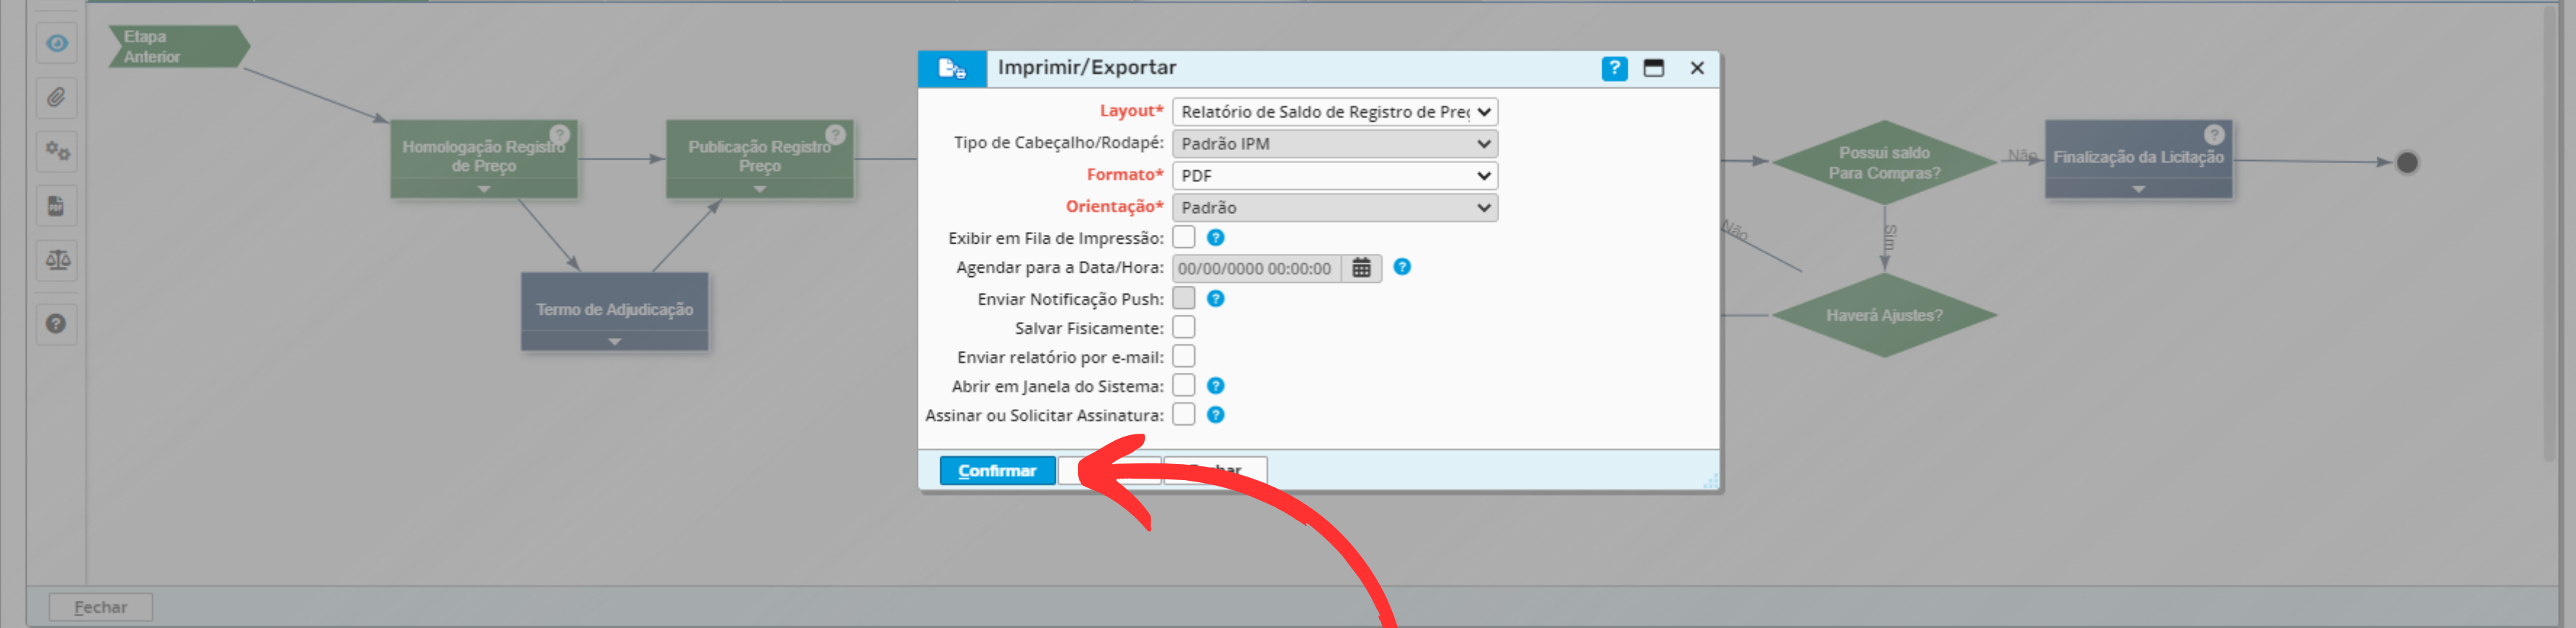 Etapa
Anterior
Homologação Registro
de Preço
Publicação Registro
Preço
Termo de Adjudicação
Imprimir/Exportar
?
Layout* Relatório de Saldo de Registro de Preç
Tipo de Cabeçalho/Rodapé: Padrão IPM
Formato* PDF
Orientação* Padrão
Exibir em Fila de Impressão: ?
Agendar para a Data/Hora: 00/00/0000 00:00:00 ?
Enviar Notificação Push: ?
Salvar Fisicamente:
Enviar relatório por e-mail:
Abrir em Janela do Sistema: ?
Assinar ou Solicitar Assinatura: ?
Confirmar
Fechar
Possui saldo
Para Compras?
Não
Finalização da Licitação
Não
Sim
Haverá Ajustes?
PDF
Fechar